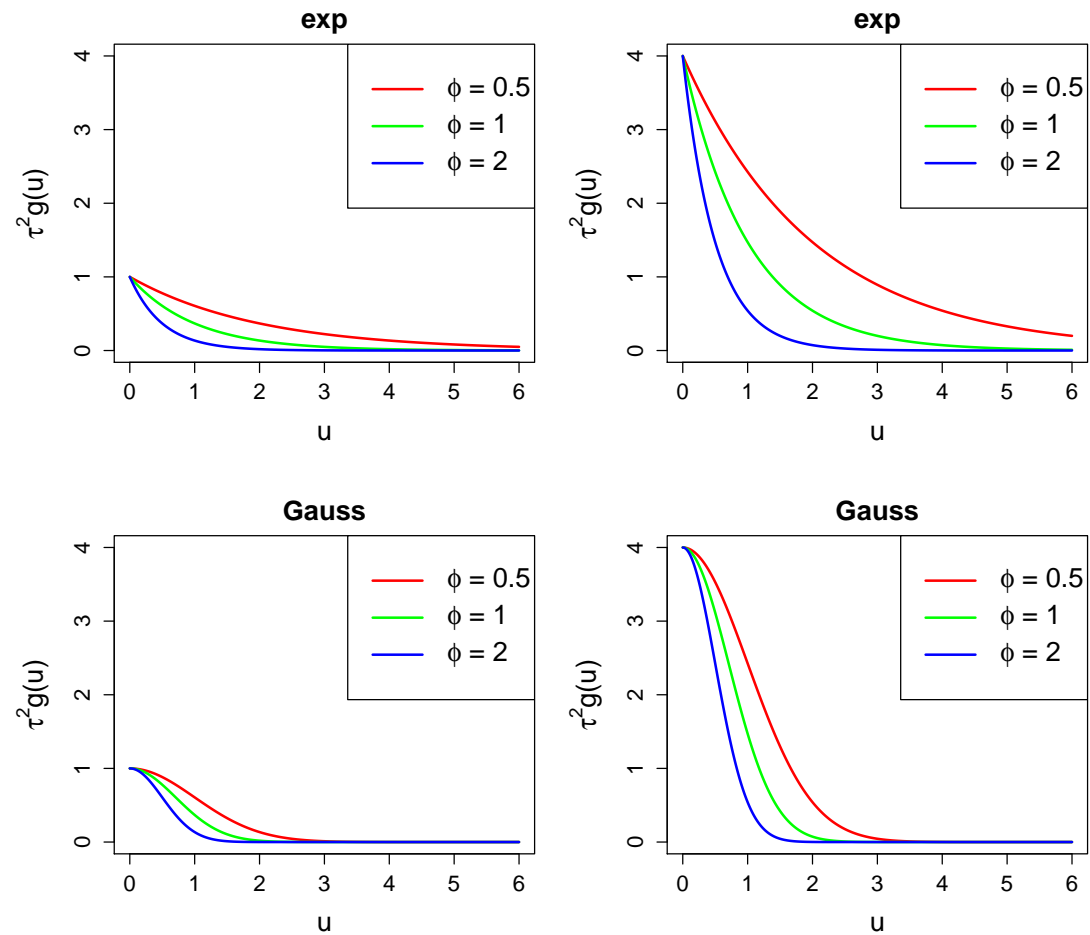 exp
τ²g(u)
4
3
2
1
0
ϕ = 0.5
ϕ = 1
ϕ = 2
0 1 2 3 4 5 6
u
exp
τ²g(u)
4
3
2
1
0
ϕ = 0.5
ϕ = 1
ϕ = 2
0 1 2 3 4 5 6
u
Gauss
τ²g(u)
4
3
2
1
0
ϕ = 0.5
ϕ = 1
ϕ = 2
0 1 2 3 4 5 6
u
Gauss
τ²g(u)
4
3
2
1
0
ϕ = 0.5
ϕ = 1
ϕ = 2
0 1 2 3 4 5 6
u